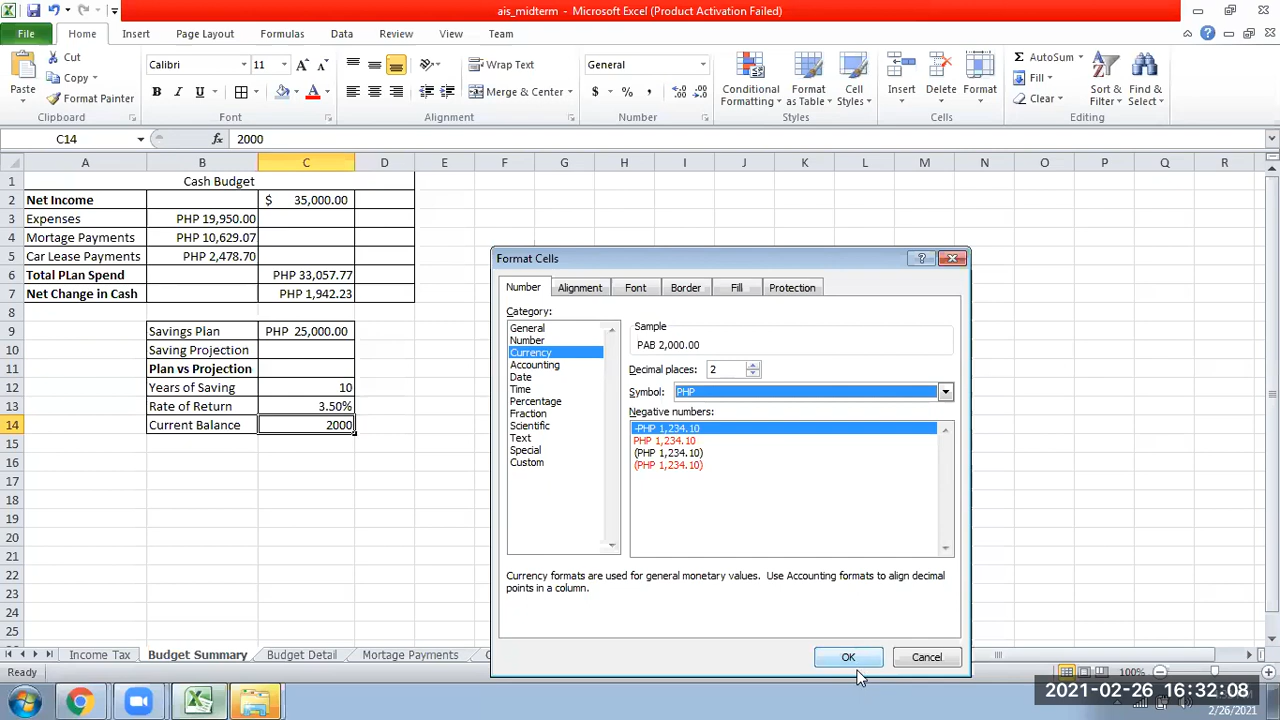 ais_midterm - Microsoft Excel (Product Activation Failed)
File Home Insert Page Layout Formulas Data Review View Team
Cut
Copy
Format Painter
Paste
Clipboard
Calibri 11
B I U
Font
Wrap Text
Merge & Center
Alignment
General
$ % ,
Number
Conditional Formatting
Format as Table
Cell Styles
Styles
Insert
Delete
Format
Cells
AutoSum
Fill
Clear
Sort & Filter
Find & Select
Editing
C14 fx 2000
A B C D E F G H I J K L M N O P Q R
1 Cash Budget
2 Net Income $ 35,000.00
3 Expenses PHP 19,950.00
4 Mortage Payments PHP 10,629.07
5 Car Lease Payments PHP 2,478.70
6 Total PLan Spend PHP 33,057.77
7 Net Change in Cash PHP 1,942.23
8
9 Savings Plan PHP 25,000.00
10 Saving Projection
11 Plan vs Projection
12 Years of Saving 10
13 Rate of Return 3.50%
14 Current Balance 2000
15
16
17
18
19
20
21
22
23
24
25
Format Cells
Number Alignment Font Border Fill Protection
Category:
General
Number
Currency
Accounting
Date
Time
Percentage
Fraction
Scientific
Text
Special
Custom
Sample
PAB 2,000.00
Decimal places: 2
Symbol: PHP
Negative numbers:
-PHP 1,234.10
PHP 1,234.10
(PHP 1,234.10)
(PHP 1,234.10)
Currency formats are used for general monetary values. Use Accounting formats to align decimal
points in a column.
OK Cancel
Income Tax Budget Summary Budget Detail Mortgage Payments
Ready 100%
2021-02-26 16:32:08
2/26/2021